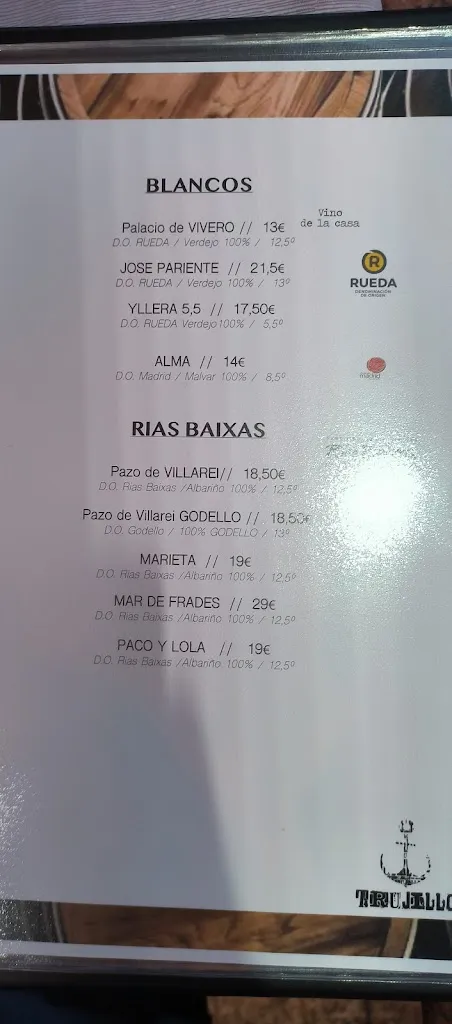 BLANCOS
Palacio de VIVERO // 13€
Vino
de la casa
D.O. RUEDA / Verdejo 100% / 12,5º
JOSE PARIENTE // 21,5€
D.O. RUEDA / Verdejo 100% / 13º
R
RUEDA
DENOMINACIÓN
DE ORIGEN
YLLERA 5,5 // 17,50€
D.O. RUEDA Verdejo100% / 5,5º
ALMA // 14€
D.O. Madrid / Malvar 100% / 8,5º
RIAS BAIXAS
Pazo de VILLAREI// 18,50€
D.O. Rias Baixas /Albariño 100% / 12,5º
Pazo de Villarei GODELLO // 18,50€
D.O. Godello / 100% GODELLO / 13º
MARIETA // 19€
D.O. Rias Baixas /Albariño 100% / 12,5º
MAR DE FRADES // 29€
D.O. Rias Baixas /Albariño 100% / 12,5º
PACO Y LOLA // 19€
D.O. Rias Baixas /Albariño 100% / 12,5º
TRUJILLO